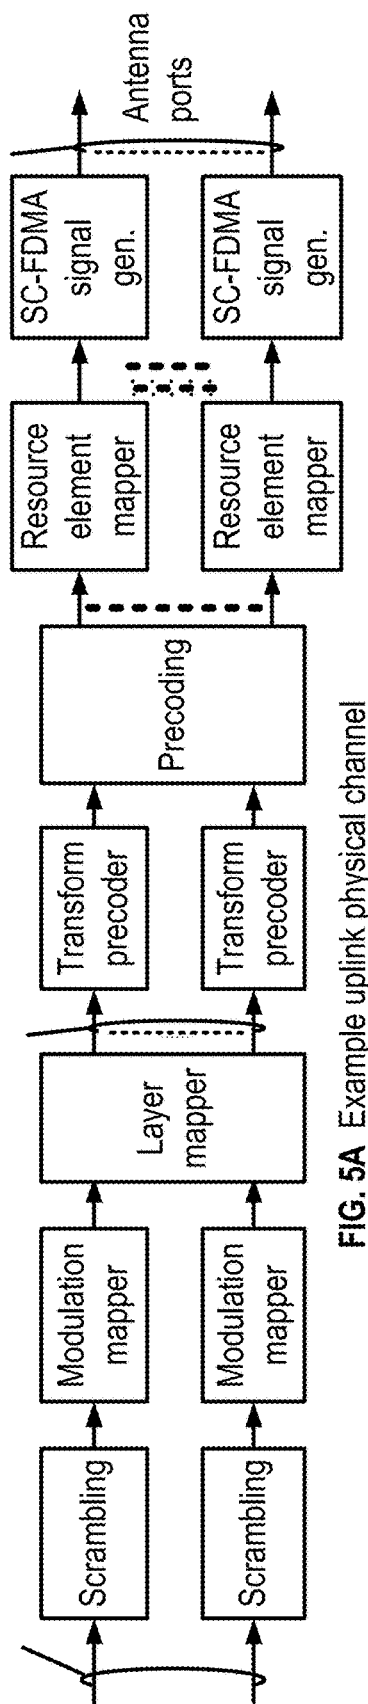 Scrambling
Scrambling
Modulation
mapper
Modulation
mapper
Layer
mapper
Transform
precoder
Transform
precoder
Precoding
Resource
element
mapper
Resource
element
mapper
SC-FDMA
signal
gen.
SC-FDMA
signal
gen.
Antenna
ports
FIG. 5A Example uplink physical channel